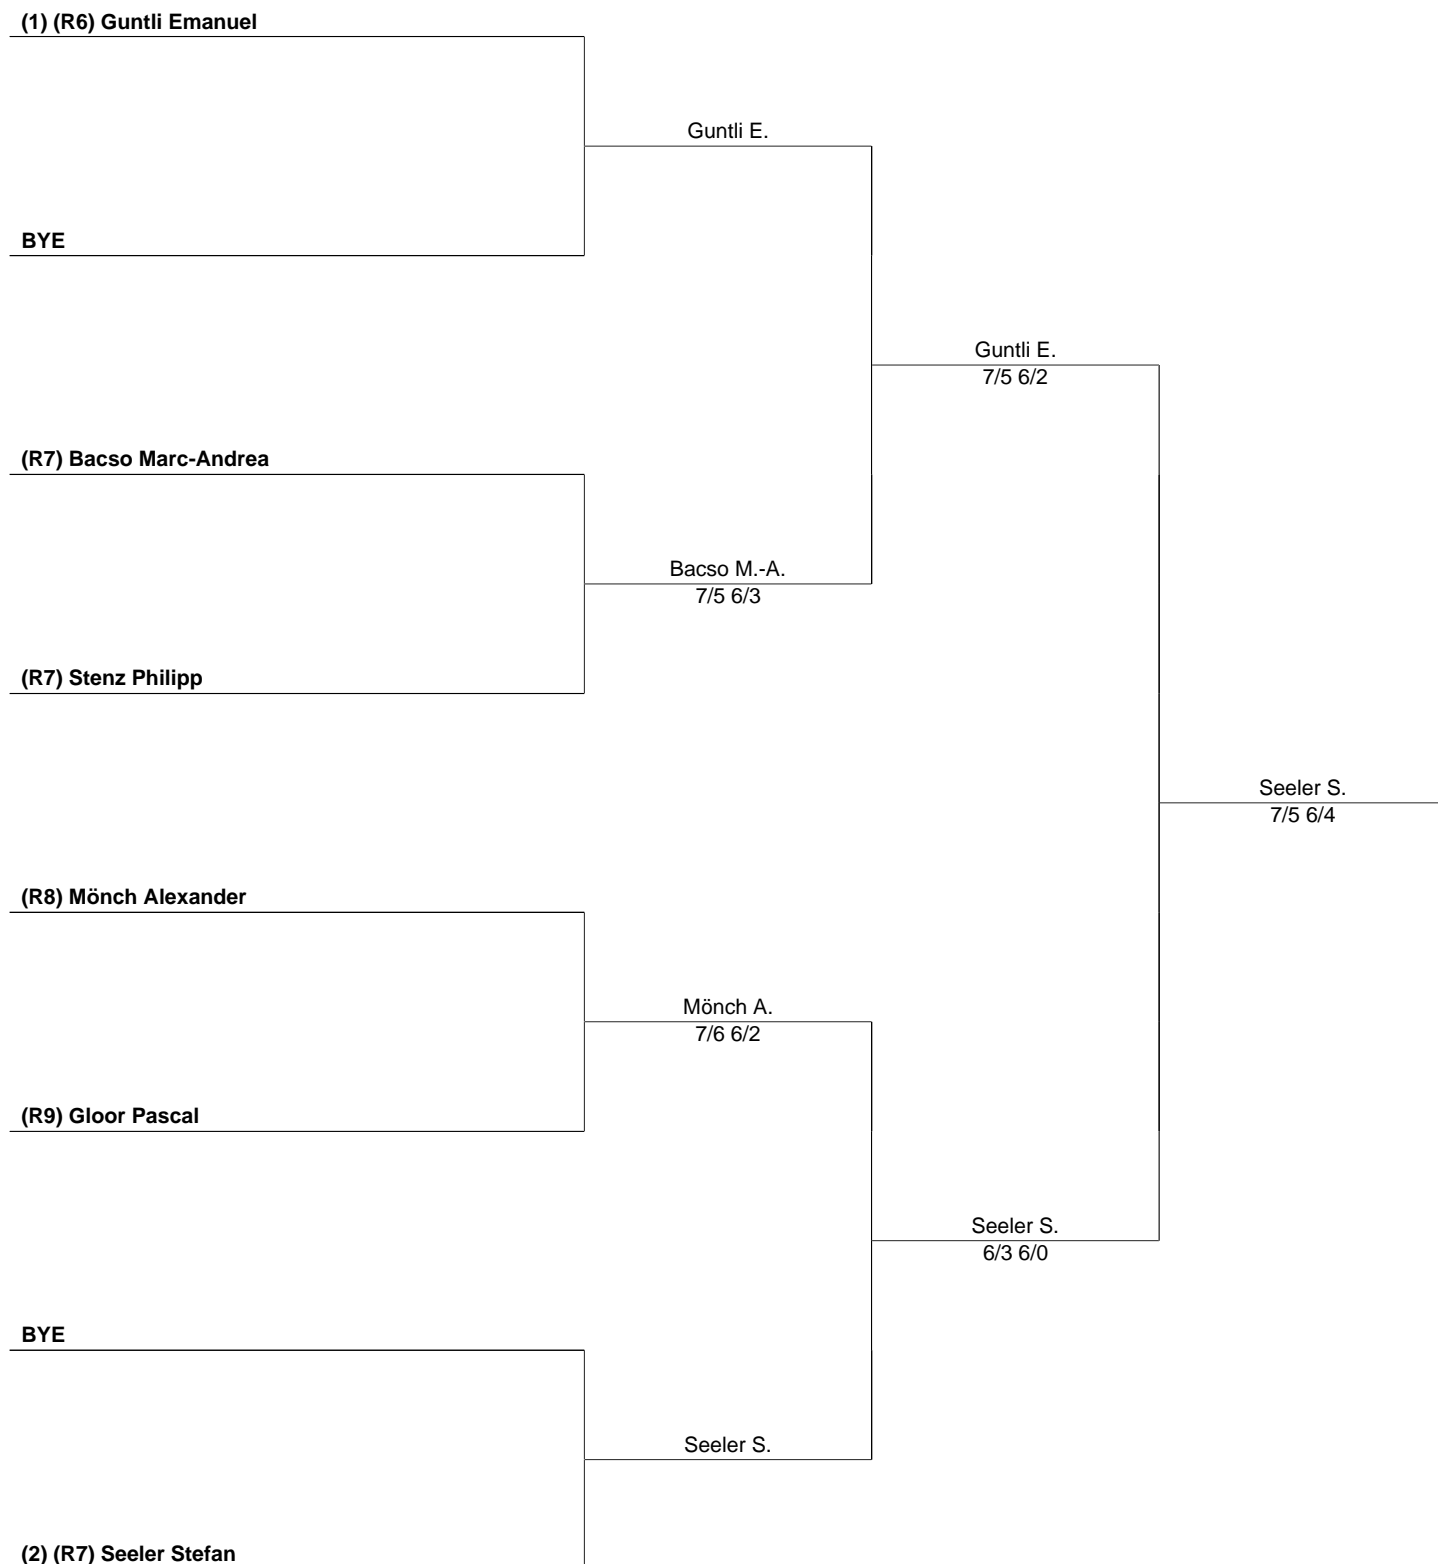 (1) (R6) Guntli Emanuel
Guntli E.
BYE
Guntli E.
7/5 6/2
(R7) Bacso Marc-Andrea
Bacso M.-A.
7/5 6/3
(R7) Stenz Philipp
Seeler S.
7/5 6/4
(R8) Mönch Alexander
Mönch A.
7/6 6/2
(R9) Gloor Pascal
Seeler S.
6/3 6/0
BYE
Seeler S.
(2) (R7) Seeler Stefan